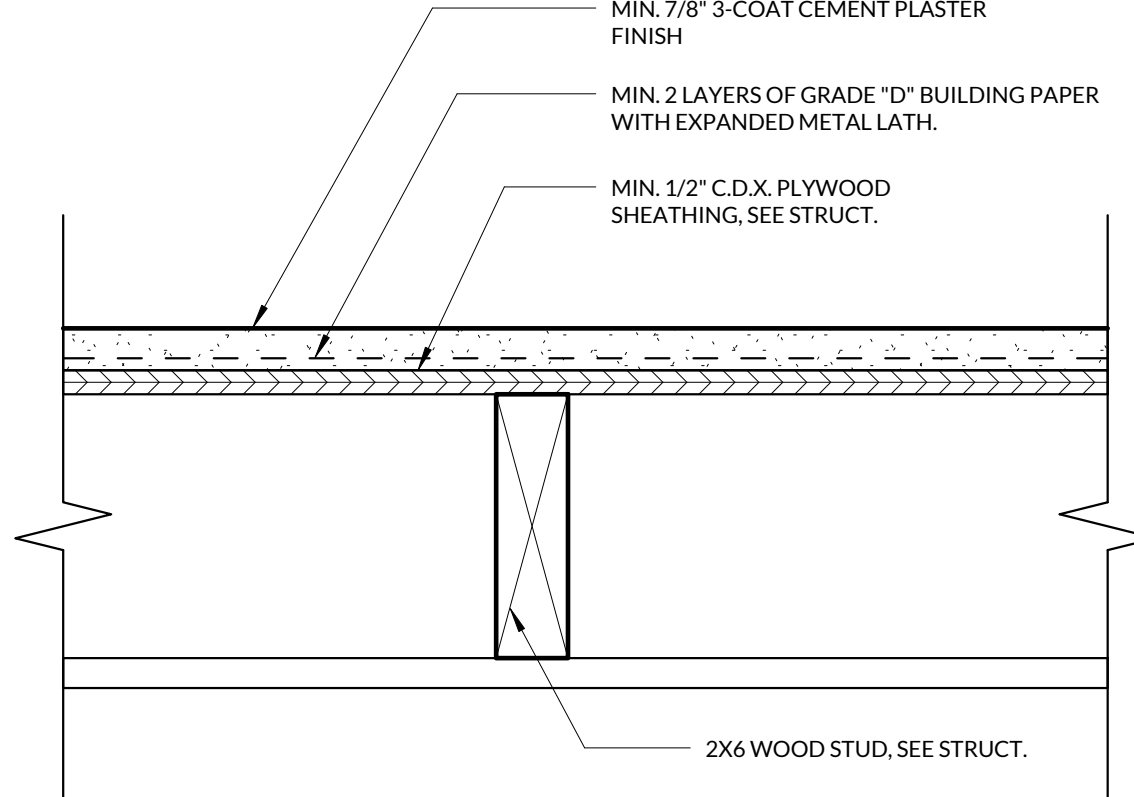 MIN. 7/8" 3-COAT CEMENT PLASTER
FINISH
MIN. 2 LAYERS OF GRADE "D" BUILDING PAPER
WITH EXPANDED METAL LATH.
MIN. 1/2" C.D.X. PLYWOOD
SHEATHING, SEE STRUCT.
2X6 WOOD STUD, SEE STRUCT.